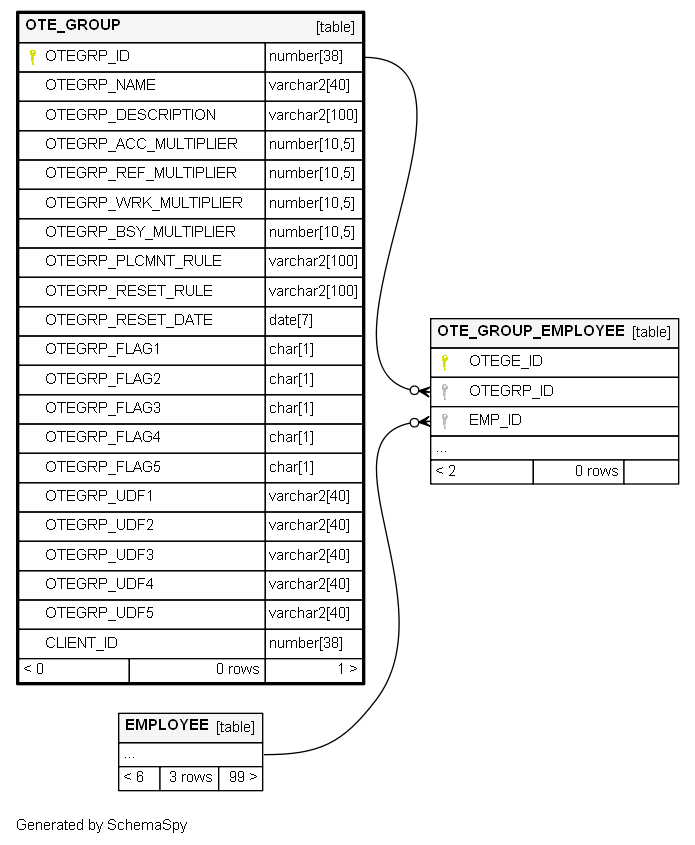 OTE_GROUP [table]
OTEGRP_ID number[38]
OTEGRP_NAME varchar2[40]
OTEGRP_DESCRIPTION varchar2[100]
OTEGRP_ACC_MULTIPLIER number[10,5]
OTEGRP_REF_MULTIPLIER number[10,5]
OTEGRP_WRK_MULTIPLIER number[10,5]
OTEGRP_BSY_MULTIPLIER number[10,5]
OTEGRP_PLCMNT_RULE varchar2[100]
OTEGRP_RESET_RULE varchar2[100]
OTEGRP_RESET_DATE date[7]
OTEGRP_FLAG1 char[1]
OTEGRP_FLAG2 char[1]
OTEGRP_FLAG3 char[1]
OTEGRP_FLAG4 char[1]
OTEGRP_FLAG5 char[1]
OTEGRP_UDF1 varchar2[40]
OTEGRP_UDF2 varchar2[40]
OTEGRP_UDF3 varchar2[40]
OTEGRP_UDF4 varchar2[40]
OTEGRP_UDF5 varchar2[40]
CLIENT_ID number[38]
< 0 0 rows 1 >
OTE_GROUP_EMPLOYEE [table]
OTEGE_ID
OTEGRP_ID
EMP_ID
...
< 2 0 rows
EMPLOYEE [table]
...
< 6 3 rows 99 >
Generated by SchemaSpy